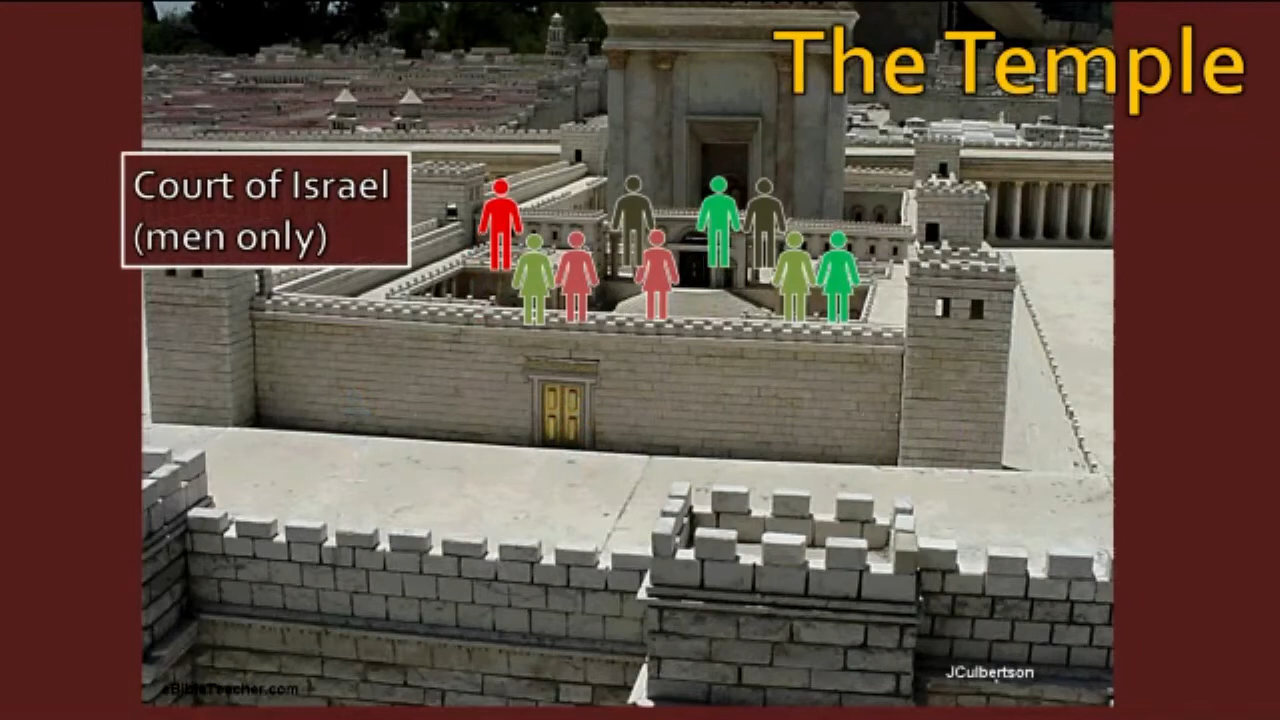 The Temple
Court of Israel
(men only)
JCulbertson
eBibleTeacher.com